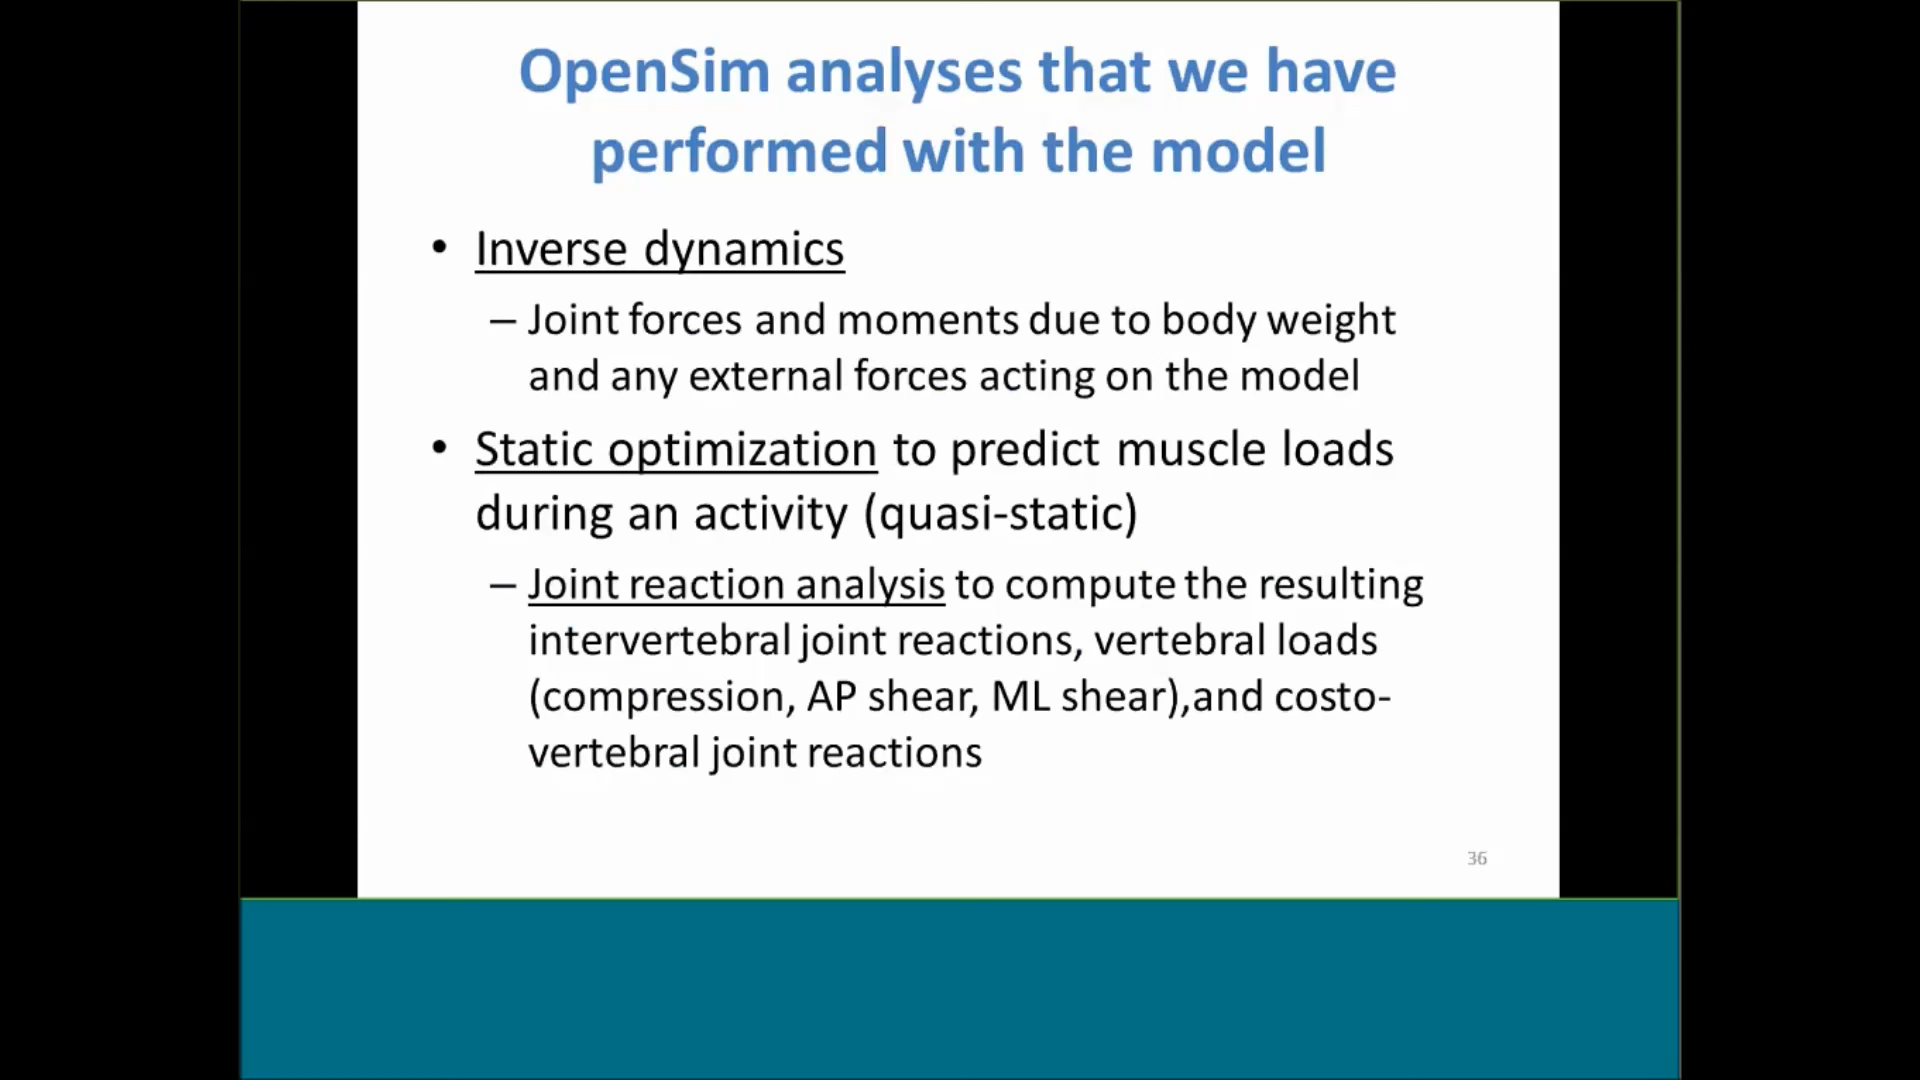 OpenSim analyses that we have
performed with the model
• Inverse dynamics
– Joint forces and moments due to body weight
and any external forces acting on the model
• Static optimization to predict muscle loads
during an activity (quasi-static)
– Joint reaction analysis to compute the resulting
intervertebral joint reactions, vertebral loads
(compression, AP shear, ML shear),and costo-
vertebral joint reactions
36